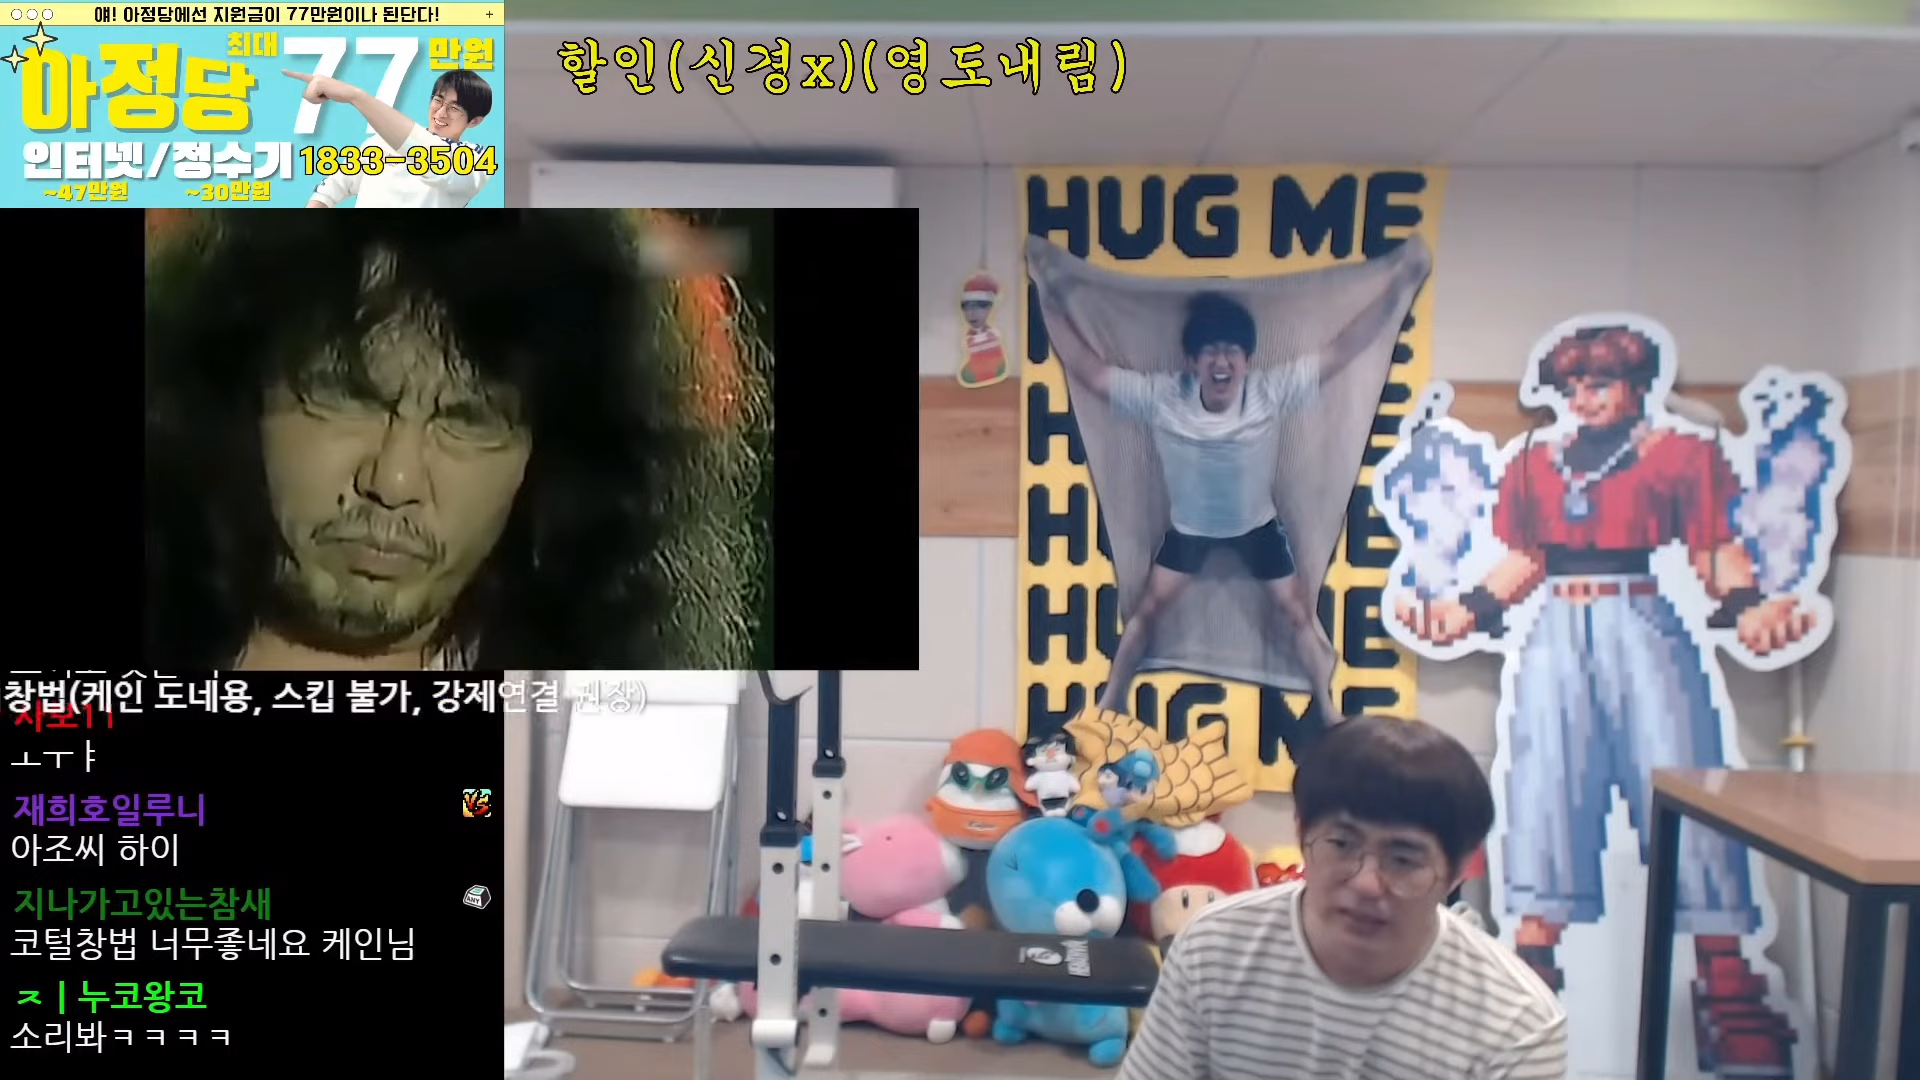 얘! 아정당에선 지원금이 77만원이나 된단다!
최대 77만원
아정당
인터넷/정수기 1833-3504
~47만원 ~30만원
할인(신경x)(영도내림)
HUG ME
HUG ME
창법(케인 도네용, 스킵 불가, 강제연결 권장)
ㅗㅜㅑ
재희호일루니
아조씨 하이
지나가고있는참새
ANY
코털창법 너무좋네요 케인님
ㅈ | 누코왕코
소리봐ㅋㅋㅋㅋ